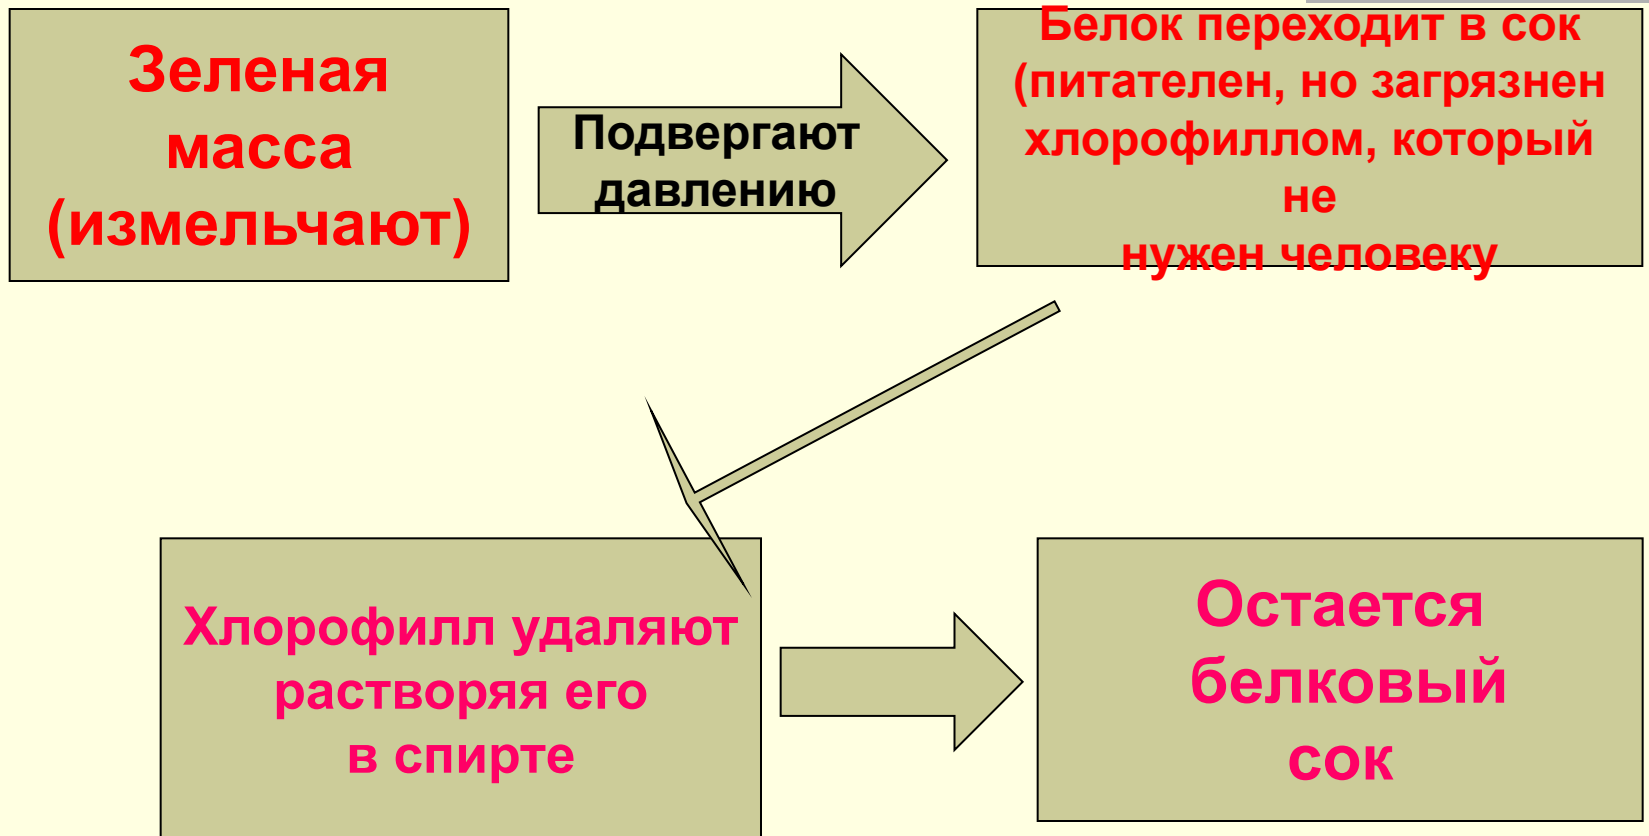 Зеленая
масса
(измельчают)
Подвергают
давлению
Белок переходит в сок
(питателен, но загрязнен
хлорофиллом, который
не
нужен человеку
Хлорофилл удаляют
растворяя его
в спирте
Остается
белковый
сок